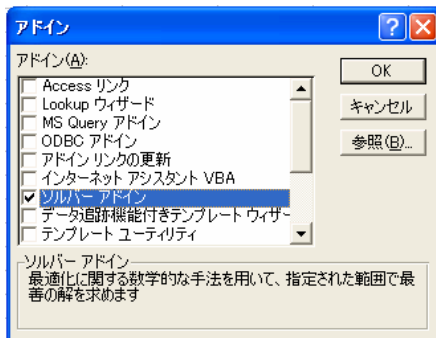 アドイン
アドイン(A):
Access リンク
Lookup ウィザード
MS Query アドイン
ODBC アドイン
アドイン リンクの更新
インターネット アシスタント VBA
ソルバー アドイン
データ追跡機能付きテンプレート ウィザー
テンプレート ユーティリティ
OK
キャンセル
参照(B)...
ソルバー アドイン
最適化に関する数学的な手法を用いて、指定された範囲で最
善の解を求めます